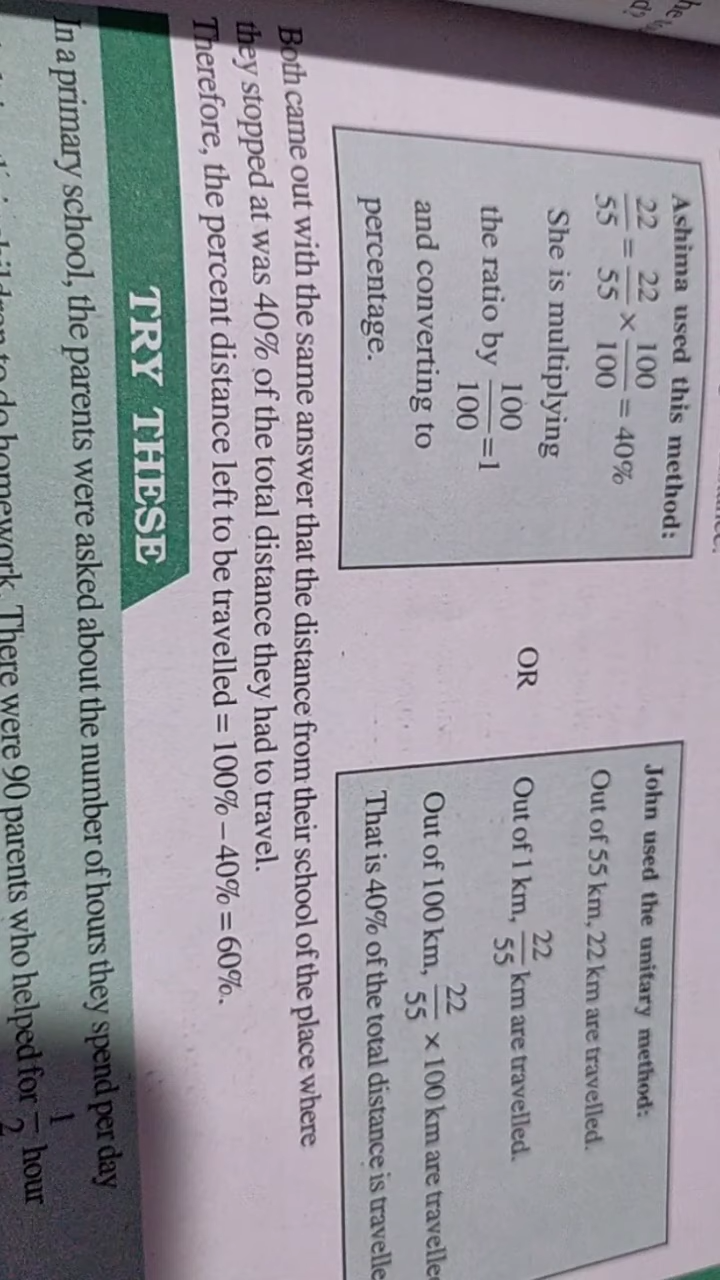 Ashima used this method:
22/55 = 22/55 × 100/100 = 40%
She is multiplying
the ratio by 100/100 =1
and converting to
percentage.
OR
John used the unitary method:
Out of 55 km, 22 km are travelled.
Out of 1 km, 22/55 km are travelled.
Out of 100 km, 22/55 × 100 km are travelled
That is 40% of the total distance is travelle
Both came out with the same answer that the distance from their school of the place where
they stopped at was 40% of the total distance they had to travel.
Therefore, the percent distance left to be travelled = 100% – 40% = 60%.
TRY THESE
In a primary school, the parents were asked about the number of hours they spend per day
children to do homework. There were 90 parents who helped for 1/2 hour